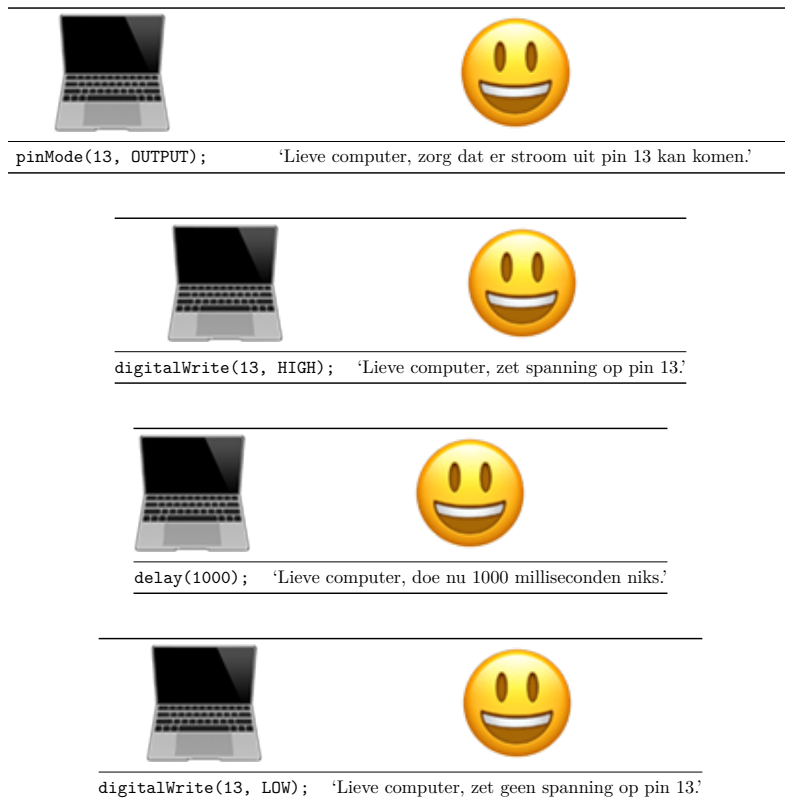 pinMode(13, OUTPUT); ‘Lieve computer, zorg dat er stroom uit pin 13 kan komen.’
digitalWrite(13, HIGH); ‘Lieve computer, zet spanning op pin 13.’
delay(1000); ‘Lieve computer, doe nu 1000 milliseconden niks.’
digitalWrite(13, LOW); ‘Lieve computer, zet geen spanning op pin 13.’